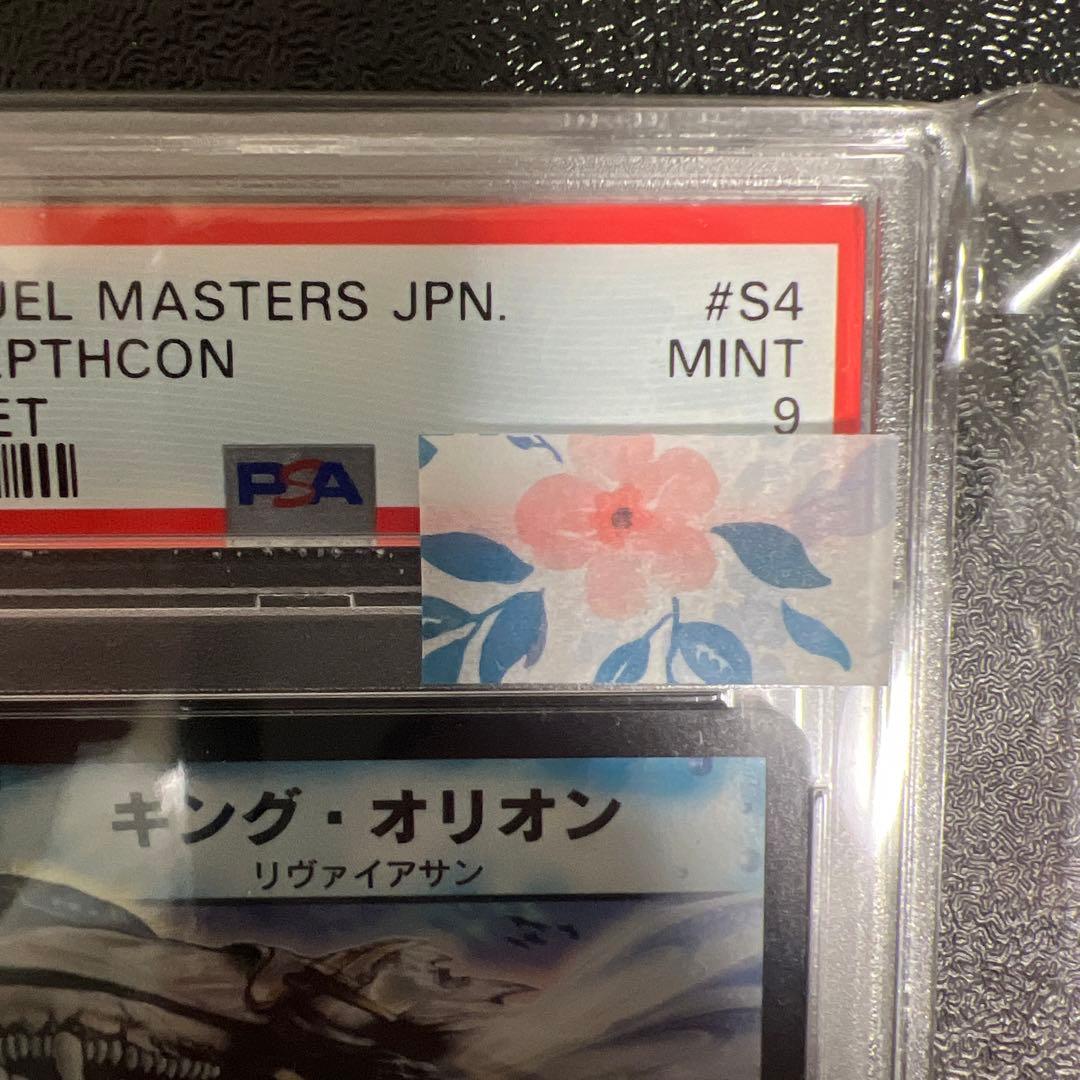 UEL MASTERS JPN. #S4
EPTHCON MINT
ET 9
PSA
キング・オリオン
リヴァイアサン